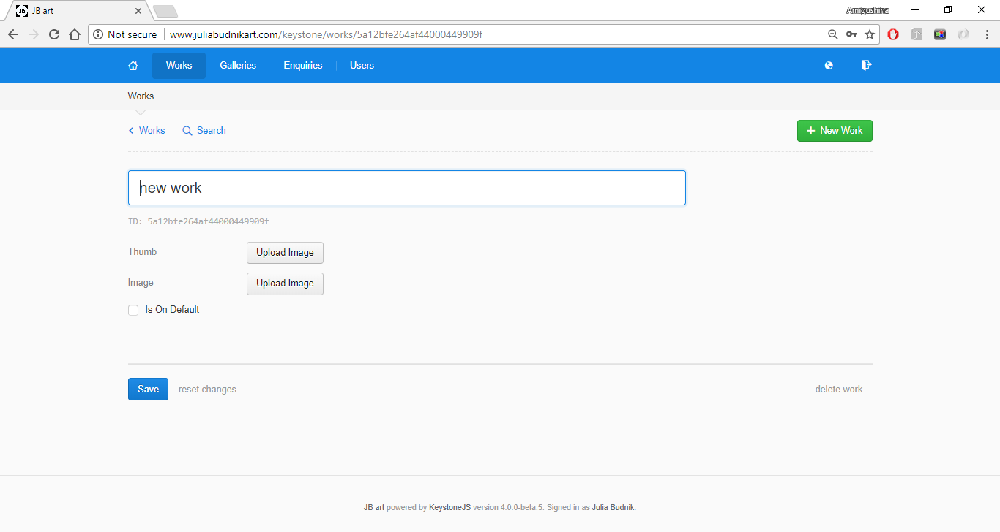 JB JB art
Amigushina
Not secure www.juliabudnikart.com/keystone/works/5a12bfe264af44000449909f
Works Galleries Enquiries Users
Works
Works Search + New Work
new work
ID: 5a12bfe264af44000449909f
Thumb Upload Image
Image Upload Image
Is On Default
Save reset changes delete work
JB art powered by KeystoneJS version 4.0.0-beta.5. Signed in as Julia Budnik.